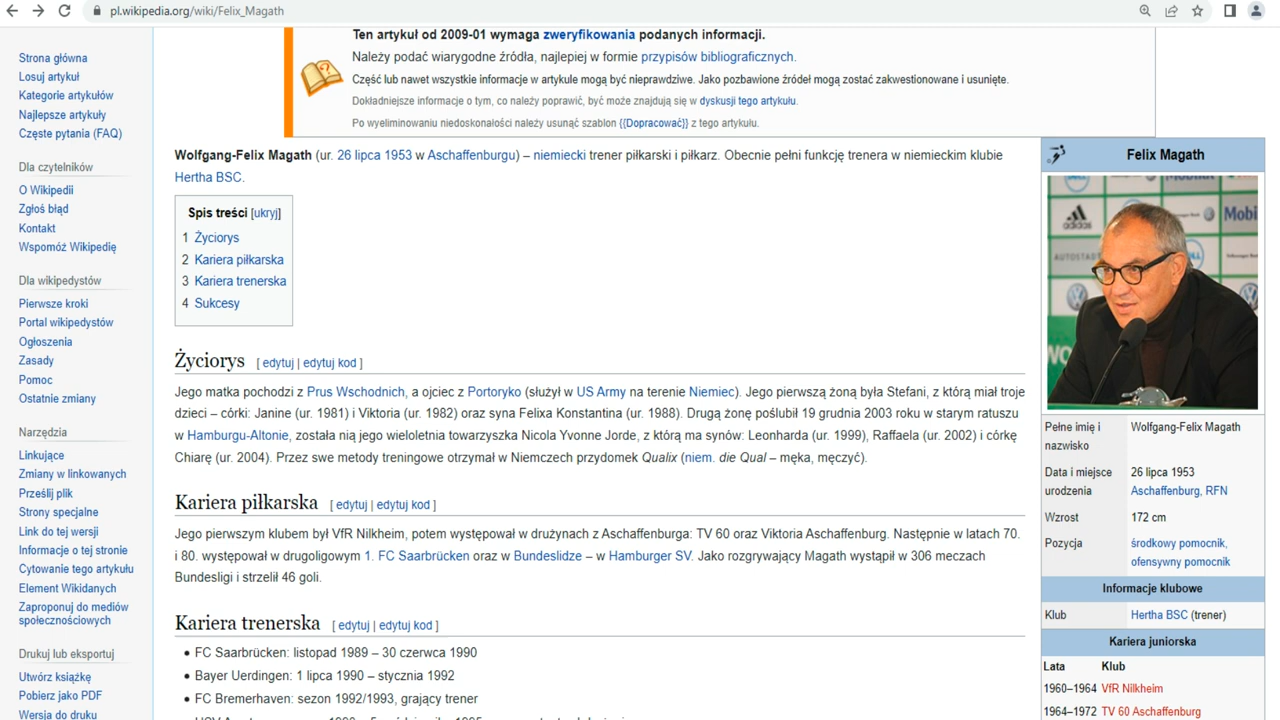 pl.wikipedia.org/wiki/Felix_Magath
Strona główna
Losuj artykuł
Kategorie artykułów
Najlepsze artykuły
Częste pytania (FAQ)
Dla czytelników
O Wikipedii
Zgłoś błąd
Kontakt
Wspomóż Wikipedię
Dla wikipedystów
Pierwsze kroki
Portal wikipedystów
Ogłoszenia
Zasady
Pomoc
Ostatnie zmiany
Narzędzia
Linkujące
Zmiany w linkowanych
Prześlij plik
Strony specjalne
Link do tej wersji
Informacje o tej stronie
Cytowanie tego artykułu
Element Wikidanych
Zaproponuj do mediów
społecznościowych
Drukuj lub eksportuj
Utwórz książkę
Pobierz jako PDF
Wersja do druku
Ten artykuł od 2009-01 wymaga zweryfikowania podanych informacji.
Należy podać wiarygodne źródła, najlepiej w formie przypisów bibliograficznych.
Część lub nawet wszystkie informacje w artykule mogą być nieprawdziwe. Jako pozbawione źródeł mogą zostać zakwestionowane i usunięte.
Dokładniejsze informacje o tym, co należy poprawić, być może znajdują się w dyskusji tego artykułu.
Po wyeliminowaniu niedoskonałości należy usunąć szablon {{Dopracować}} z tego artykułu.
Wolfgang-Felix Magath (ur. 26 lipca 1953 w Aschaffenburgu) – niemiecki trener piłkarski i piłkarz. Obecnie pełni funkcję trenera w niemieckim klubie
Hertha BSC.
Spis treści [ukryj]
1 Życiorys
2 Kariera piłkarska
3 Kariera trenerska
4 Sukcesy
Życiorys [ edytuj | edytuj kod ]
Jego matka pochodzi z Prus Wschodnich, a ojciec z Portoryko (służył w US Army na terenie Niemiec). Jego pierwszą żoną była Stefani, z którą miał troje
dzieci – córki: Janine (ur. 1981) i Viktoria (ur. 1982) oraz syna Felixa Konstantina (ur. 1988). Drugą żonę poślubił 19 grudnia 2003 roku w starym ratuszu
w Hamburgu-Altonie, została nią jego wieloletnia towarzyszka Nicola Yvonne Jorde, z którą ma synów: Leonharda (ur. 1999), Raffaela (ur. 2002) i córkę
Chiarę (ur. 2004). Przez swe metody treningowe otrzymał w Niemczech przydomek Qualix (niem. die Qual – męka, męczyć).
Kariera piłkarska [ edytuj | edytuj kod ]
Jego pierwszym klubem był VfR Nilkheim, potem występował w drużynach z Aschaffenburga: TV 60 oraz Viktoria Aschaffenburg. Następnie w latach 70.
i 80. występował w drugoligowym 1. FC Saarbrücken oraz w Bundeslidze – w Hamburger SV. Jako rozgrywający Magath wystąpił w 306 meczach
Bundesligi i strzelił 46 goli.
Kariera trenerska [ edytuj | edytuj kod ]
• FC Saarbrücken: listopad 1989 – 30 czerwca 1990
• Bayer Uerdingen: 1 lipca 1990 – stycznia 1992
• FC Bremerhaven: sezon 1992/1993, grający trener
Felix Magath
adidas
Mobi
AUTOSTADT
Pełne imię i nazwisko Wolfgang-Felix Magath
Data i miejsce urodzenia 26 lipca 1953
Aschaffenburg, RFN
Wzrost 172 cm
Pozycja środkowy pomocnik,
ofensywny pomocnik
Informacje klubowe
Klub Hertha BSC (trener)
Kariera juniorska
Lata Klub
1960–1964 VfR Nilkheim
1964–1972 TV 60 Aschaffenburg